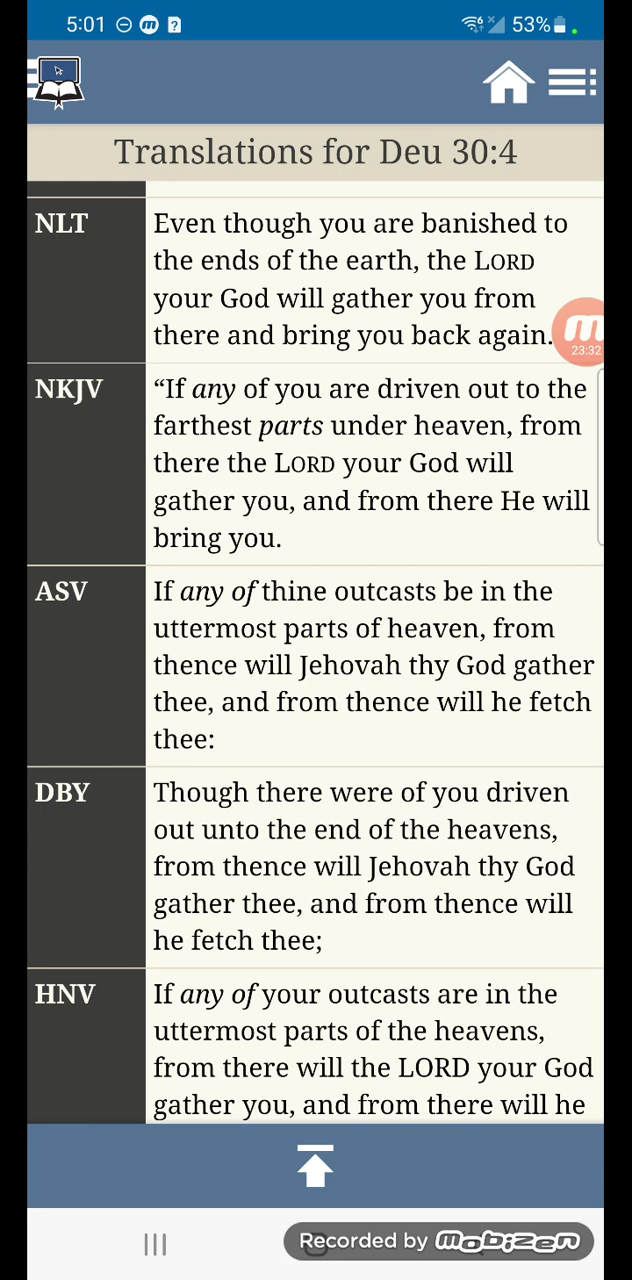 5:01 53%
Translations for Deu 30:4
NLT
Even though you are banished to
the ends of the earth, the LORD
your God will gather you from
there and bring you back again.
23:32
NKJV
“If any of you are driven out to the
farthest parts under heaven, from
there the LORD your God will
gather you, and from there He will
bring you.
ASV
If any of thine outcasts be in the
uttermost parts of heaven, from
thence will Jehovah thy God gather
thee, and from thence will he fetch
thee:
DBY
Though there were of you driven
out unto the end of the heavens,
from thence will Jehovah thy God
gather thee, and from thence will
he fetch thee;
HNV
If any of your outcasts are in the
uttermost parts of the heavens,
from there will the LORD your God
gather you, and from there will he
Recorded by mobizen